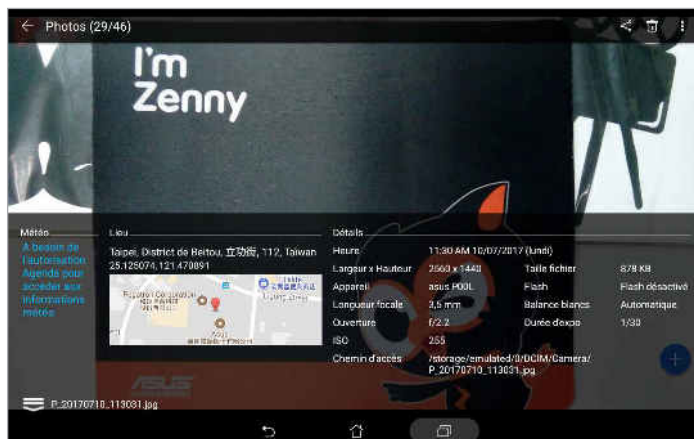 Photos (29/46)
I'm
Zenny
Météo
A besoin de
l'autorisation
Agenda pour
accéder aux
informations
météo
Lieu
Taipei, District de Beitou, 立功街, 112, Taiwan
25.126074,121.470891
Détails
Heure 11:30 AM 10/07/2017 (lundi)
Largeur x Hauteur 2560 x 1440 Taille fichier 878 KB
Appareil asus P00L Flash Flash désactivé
Longueur focale 3,5 mm Balance blancs Automatique
Ouverture f/2.2 Durée d'expo 1/30
ISO 255
Chemin d'accès /storage/emulated/0/DCIM/Camera/
P_20170710_113031.jpg
ASUS
P_20170710_113031.jpg